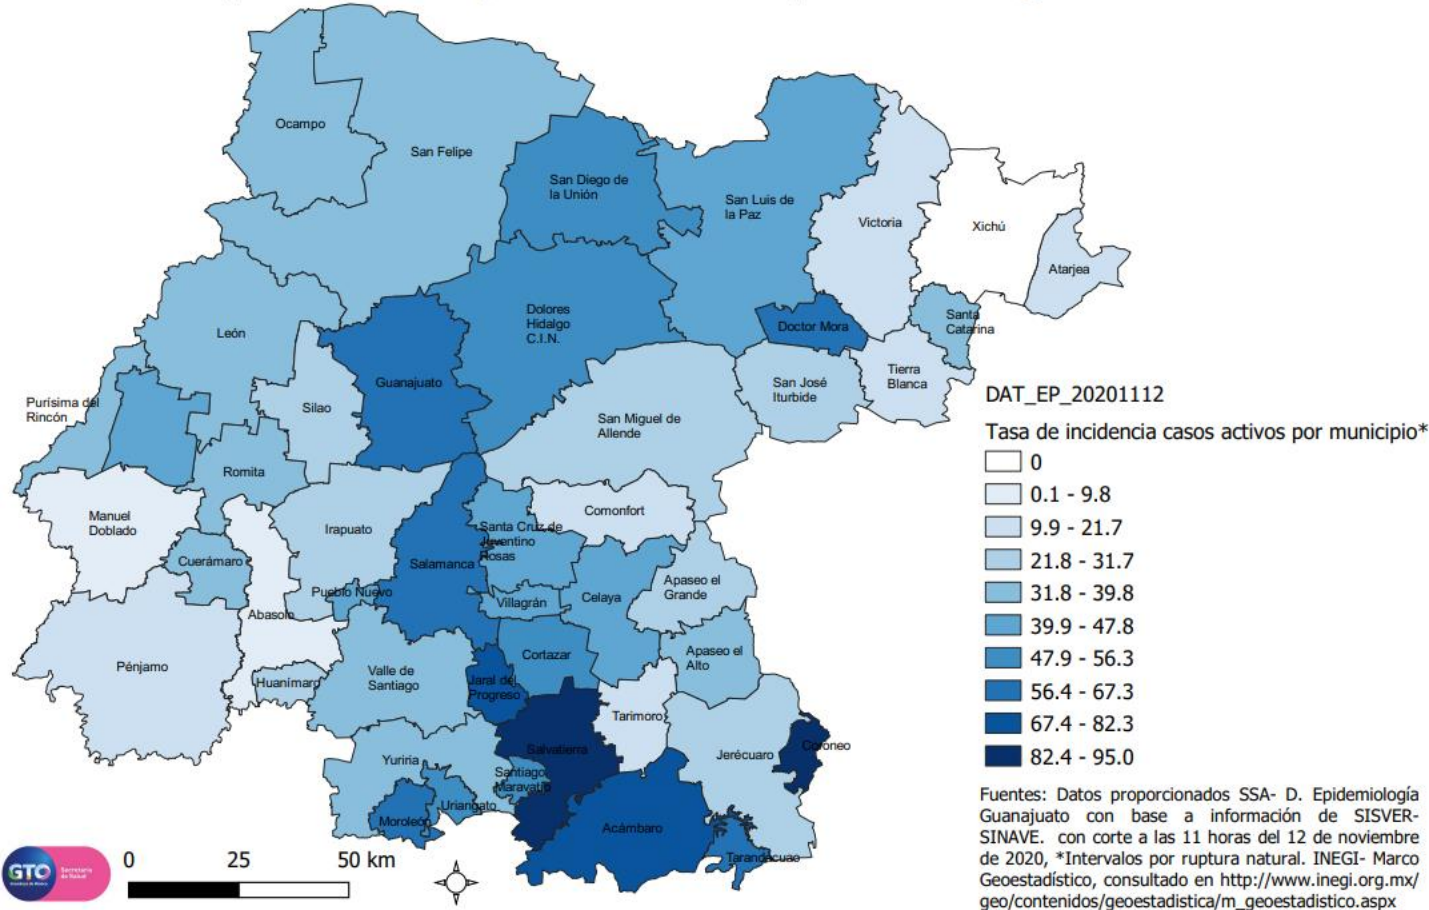 Ocampo
San Felipe
San Diego de
la Unión
San Luis de
la Paz
Victoria
Xichú
Atarjea
León
Dolores
Hidalgo
C.I.N.
Doctor Mora
Santa
Catarina
Guanajuato
Tierra
Blanca
San José
Iturbide
Purísima del
Rincón
Silao
San Miguel de
Allende
Romita
Manuel
Doblado
Irapuato
Comonfort
Santa Cruz de
Juventino
Rosas
Cuerámaro
Salamanca
Pueblo Nuevo
Villagrán
Celaya
Apaseo el
Grande
Abasolo
Pénjamo
Huanímaro
Valle de
Santiago
Cortazar
Apaseo el
Alto
Jaral del
Progreso
Tarimoro
Salvatierra
Jerécuaro
Coroneo
Yuriria
Santiago
Maravatío
Uriangato
Moroleón
Acámbaro
Tarandacuao
DAT_EP_20201112
Tasa de incidencia casos activos por municipio*
0
0.1 - 9.8
9.9 - 21.7
21.8 - 31.7
31.8 - 39.8
39.9 - 47.8
47.9 - 56.3
56.4 - 67.3
67.4 - 82.3
82.4 - 95.0
Fuentes: Datos proporcionados SSA- D. Epidemiología
Guanajuato con base a información de SISVER-
SINAVE. con corte a las 11 horas del 12 de noviembre
de 2020, *Intervalos por ruptura natural. INEGI- Marco
Geoestadístico, consultado en http://www.inegi.org.mx/
geo/contenidos/geoestadistica/m_geoestadistico.aspx
0 25 50 km
GTO
Secretaría
de Salud